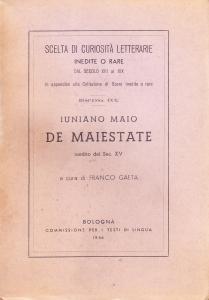 SCELTA DI CURIOSITÀ LETTERARIE
INEDITE O RARE
DAL SECOLO XIII AL XIX
in appendice alla Collezione di Opere inedite o rare
IUNIANO MAIO
DE MAIESTATE
inedito del Sec. XV
a cura di FRANCO GAETA
BOLOGNA
COMMISSIONE PER I TESTI DI LINGUA
1956